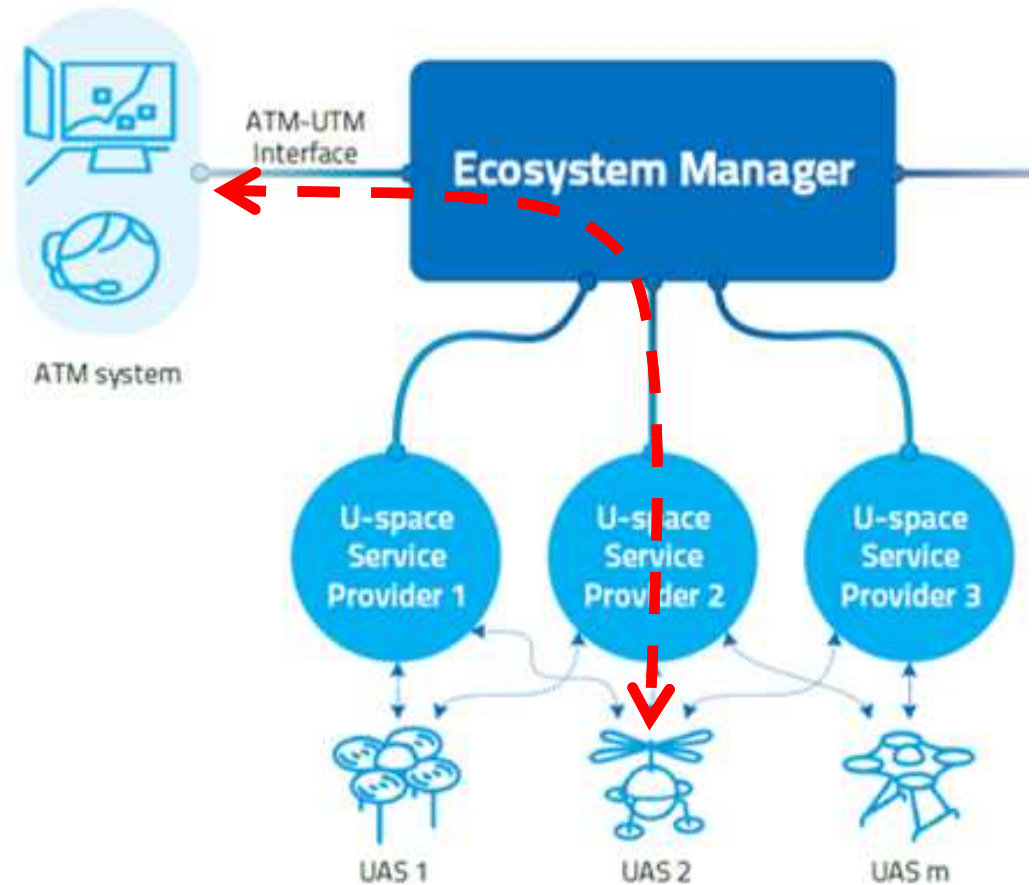 ATM-UTM
Interface
Ecosystem Manager
ATM system
U-space
Service
Provider 1
U-space
Service
Provider 2
U-space
Service
Provider 3
UAS 1
UAS 2
UAS m